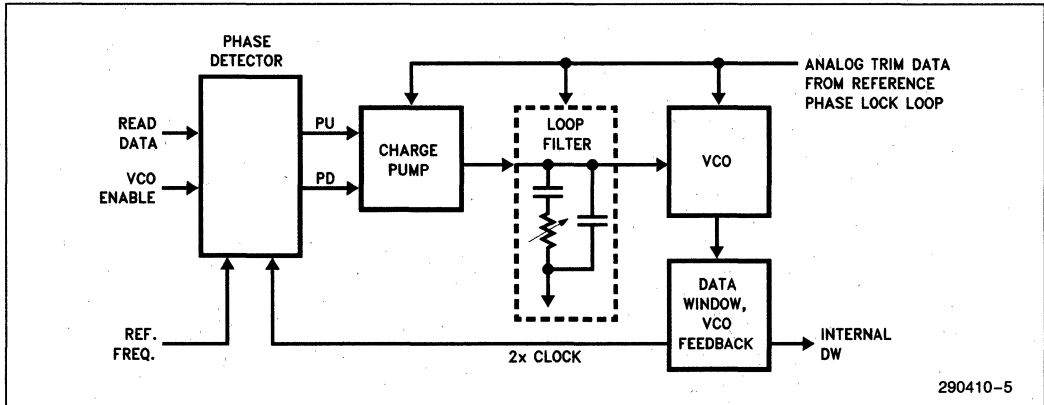 PHASE
DETECTOR
READ
DATA
VCO
ENABLE
PU
PD
CHARGE
PUMP
LOOP
FILTER
VCO
ANALOG TRIM DATA
FROM REFERENCE
PHASE LOCK LOOP
REF.
FREQ.
2x CLOCK
DATA
WINDOW,
VCO
FEEDBACK
INTERNAL
DW
290410-5